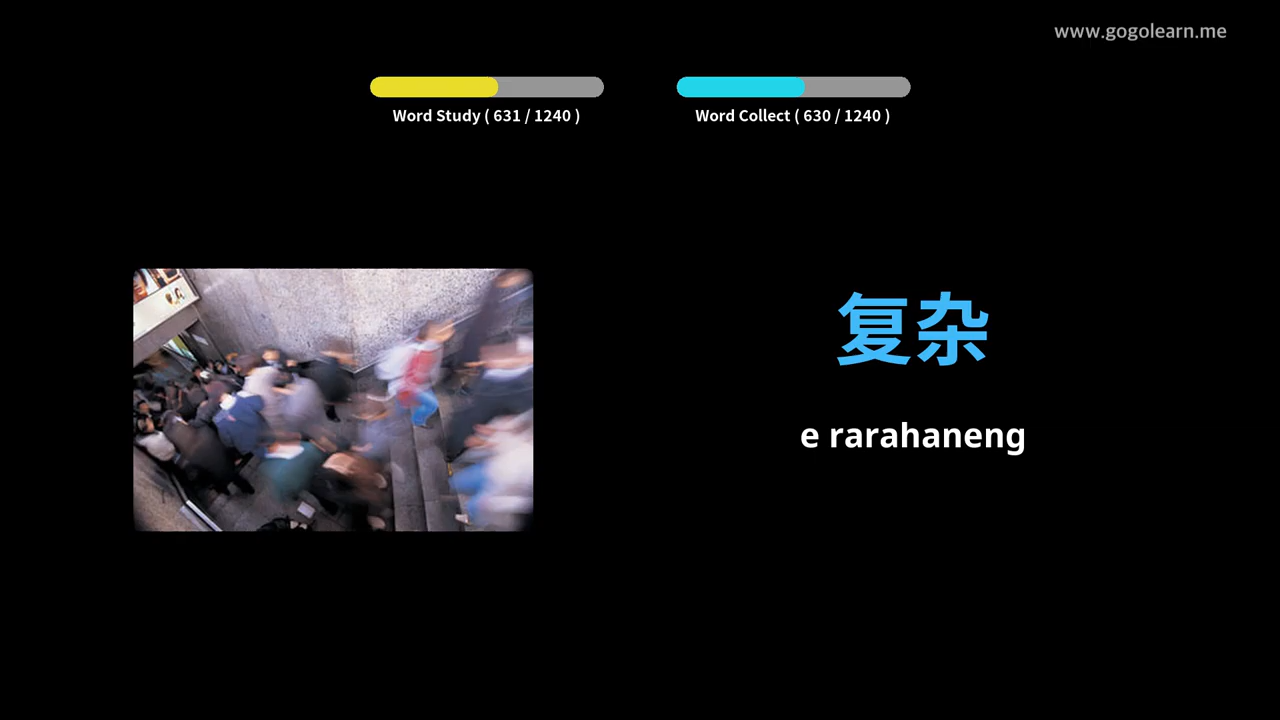 www.gogolearn.me
Word Study ( 631 / 1240 )
Word Collect ( 630 / 1240 )
复杂
e rarahaneng